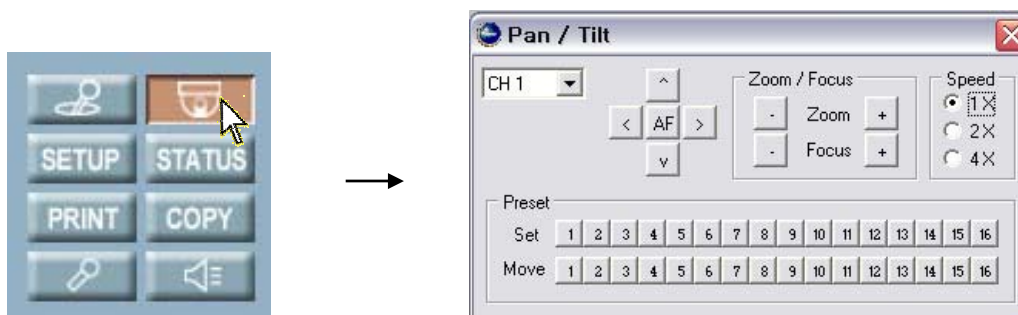 SETUP STATUS
PRINT COPY
Pan / Tilt
CH 1
^
< AF >
v
Zoom / Focus
- Zoom +
- Focus +
Speed
1X
2X
4X
Preset
Set 1 2 3 4 5 6 7 8 9 10 11 12 13 14 15 16
Move 1 2 3 4 5 6 7 8 9 10 11 12 13 14 15 16